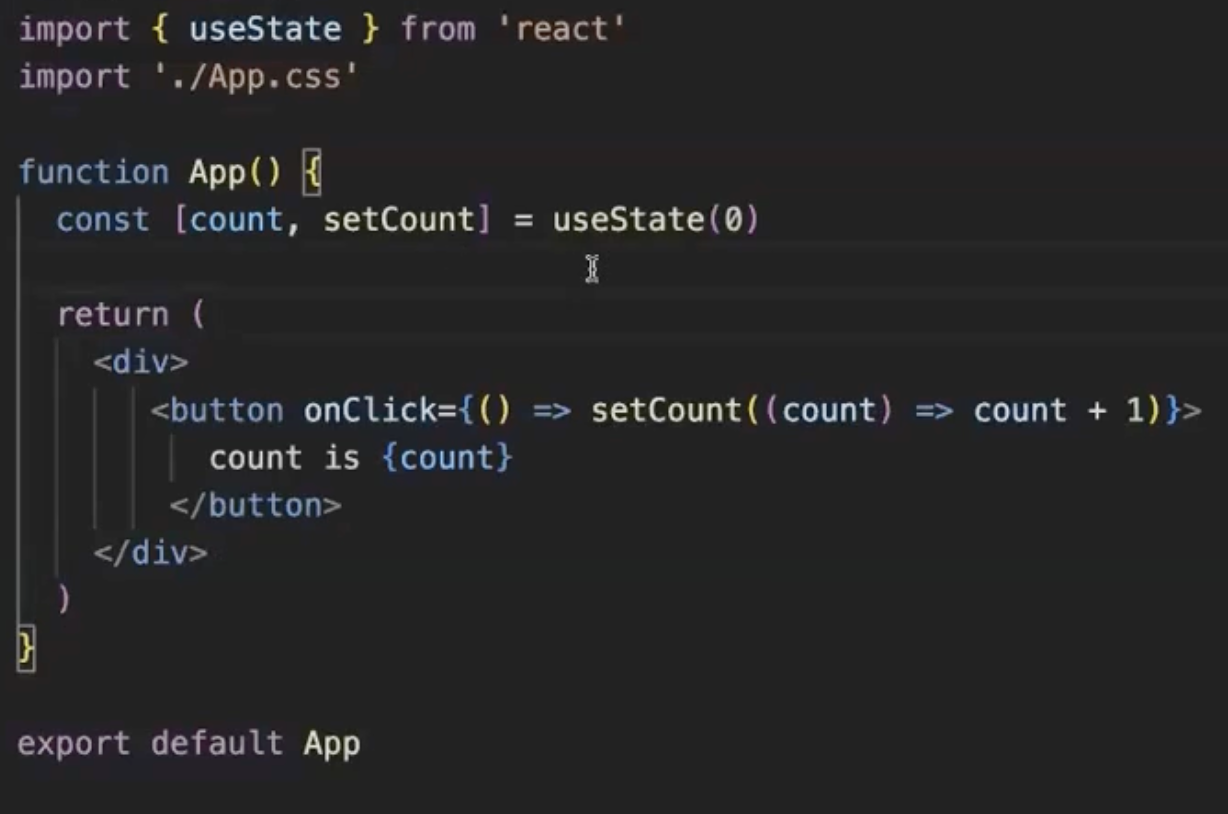 import { useState } from 'react'
import './App.css'

function App() {
  const [count, setCount] = useState(0)

  return (
    <div>
       <button onClick={() => setCount((count) => count + 1)}>
          count is {count}
        </button>
    </div>
  )
}

export default App